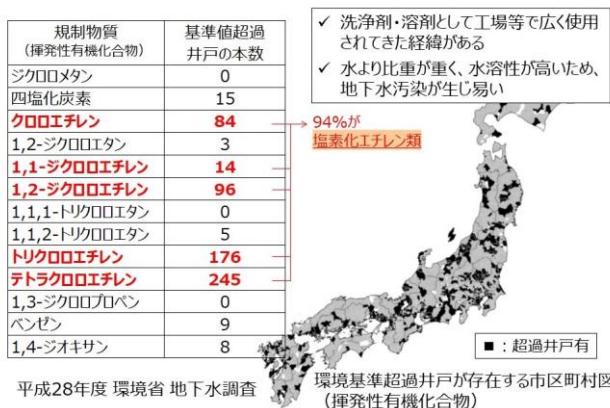 規制物質
(揮発性有機化合物)
基準値超過
井戸の本数
ジクロロメタン 0
四塩化炭素 15
クロロエチレン 84
1,2-ジクロロエタン 3
1,1-ジクロロエチレン 14
1,2-ジクロロエチレン 96
1,1,1-トリクロロエタン 0
1,1,2-トリクロロエタン 5
トリクロロエチレン 176
テトラクロロエチレン 245
1,3-ジクロロプロペン 0
ベンゼン 9
1,4-ジオキサン 8
平成28年度 環境省 地下水調査
94%が
塩素化エチレン類
✓ 洗浄剤・溶剤として工場等で広く使用
されてきた経緯がある
✓ 水より比重が重く、水溶性が高いため、
地下水汚染が生じ易い
■：超過井戸有
環境基準超過井戸が存在する市区町村図
(揮発性有機化合物)